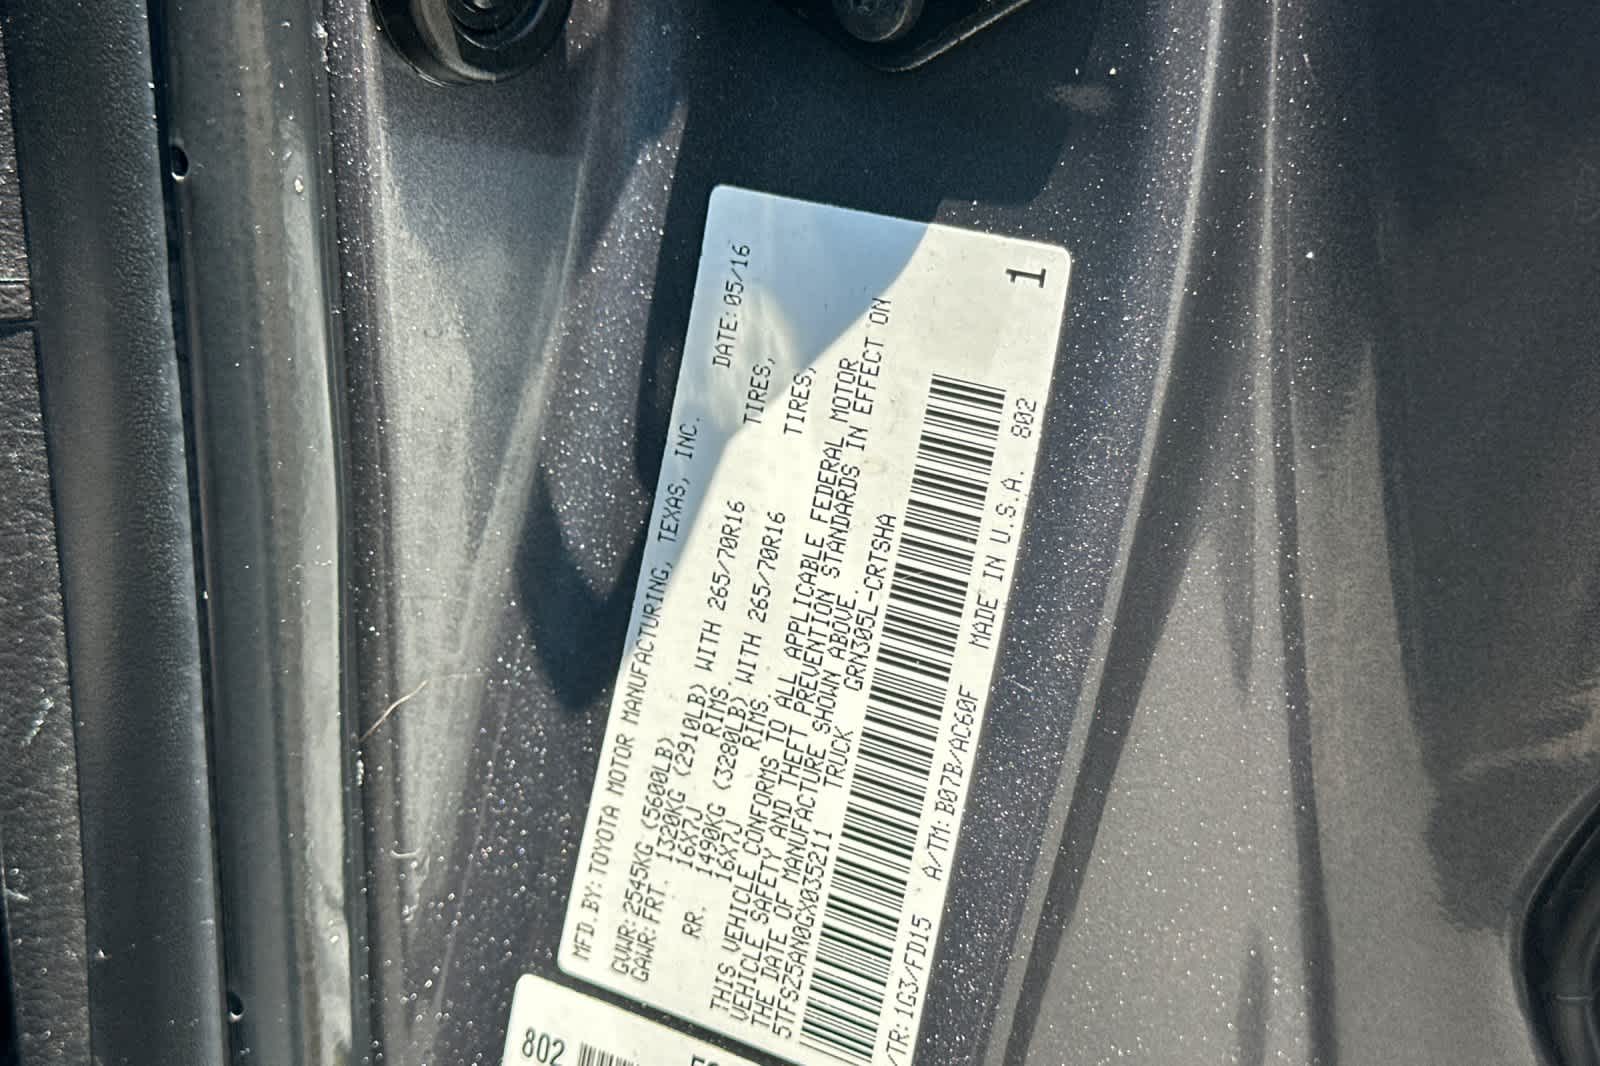 MFD.BY:TOYOTA MOTOR MANUFACTURING, TEXAS, INC.
DATE:05/16
GVWR:2545KG(5600LB)
GAWR:FRT. 1320KG (2910LB) WITH 265/70R16 TIRES,
16X7J RIMS
RR. 1490KG (3280LB) WITH 265/70R16 TIRES,
16X7J RIMS
THIS VEHICLE CONFORMS TO ALL APPLICABLE FEDERAL MOTOR
VEHICLE SAFETY AND THEFT PREVENTION STANDARDS IN EFFECT ON
THE DATE OF MANUFACTURE SHOWN ABOVE.
5TFSZ5AN0GX035211 TRUCK GRN305L-CRTSHA
/TR:1G3/FD15 A/TM:B07B/AC60F MADE IN U.S.A. 802
1
802